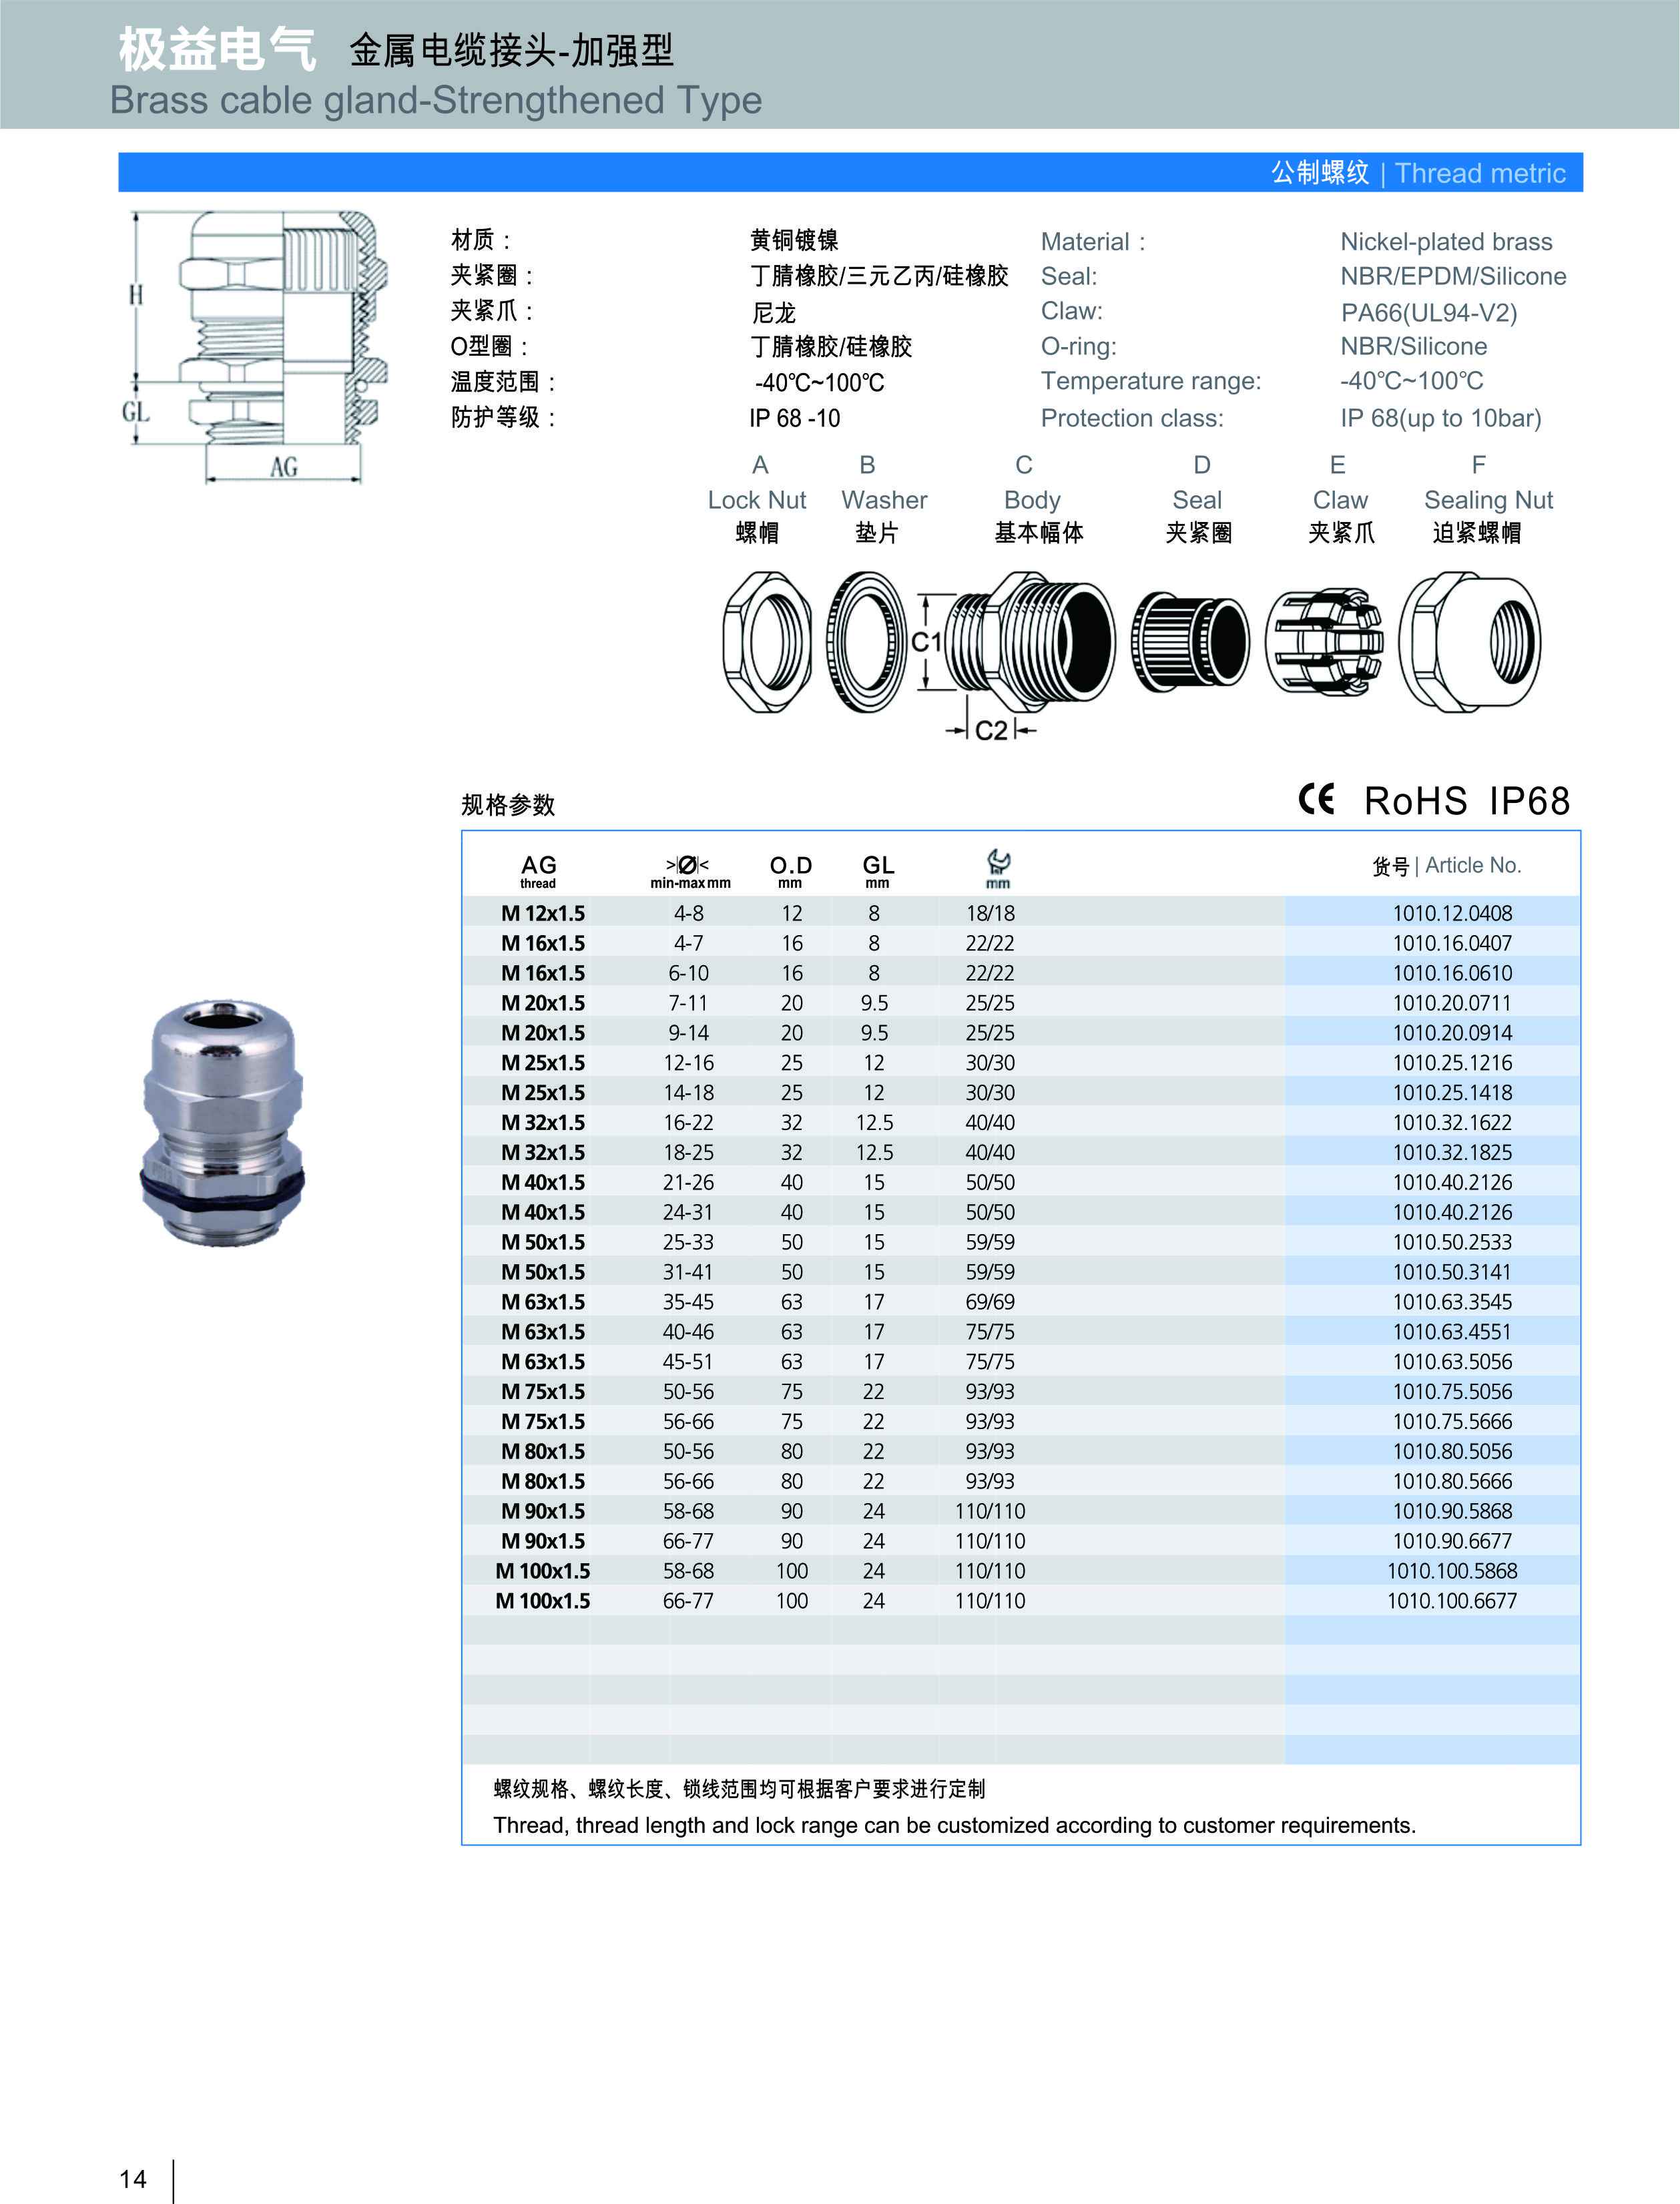 极益电气 金属电缆接头-加强型
Brass cable gland-Strengthened Type
公制螺纹 | Thread metric
H
GL
AG
材质： 黄铜镀镍 Material： Nickel-plated brass
夹紧圈： 丁腈橡胶/三元乙丙/硅橡胶 Seal: NBR/EPDM/Silicone
夹紧爪： 尼龙 Claw: PA66(UL94-V2)
O型圈： 丁腈橡胶/硅橡胶 O-ring: NBR/Silicone
温度范围： -40℃~100℃ Temperature range: -40℃~100℃
防护等级： IP 68 -10 Protection class: IP 68(up to 10bar)
A B C D E F
Lock Nut Washer Body Seal Claw Sealing Nut
螺帽 垫片 基本幅体 夹紧圈 夹紧爪 迫紧螺帽
C1
C2
规格参数 CE RoHS IP68
AG >|Ø|< O.D GL 货号 | Article No.
thread min-max mm mm mm mm
M 12x1.5 4-8 12 8 18/18 1010.12.0408
M 16x1.5 4-7 16 8 22/22 1010.16.0407
M 16x1.5 6-10 16 8 22/22 1010.16.0610
M 20x1.5 7-11 20 9.5 25/25 1010.20.0711
M 20x1.5 9-14 20 9.5 25/25 1010.20.0914
M 25x1.5 12-16 25 12 30/30 1010.25.1216
M 25x1.5 14-18 25 12 30/30 1010.25.1418
M 32x1.5 16-22 32 12.5 40/40 1010.32.1622
M 32x1.5 18-25 32 12.5 40/40 1010.32.1825
M 40x1.5 21-26 40 15 50/50 1010.40.2126
M 40x1.5 24-31 40 15 50/50 1010.40.2126
M 50x1.5 25-33 50 15 59/59 1010.50.2533
M 50x1.5 31-41 50 15 59/59 1010.50.3141
M 63x1.5 35-45 63 17 69/69 1010.63.3545
M 63x1.5 40-46 63 17 75/75 1010.63.4551
M 63x1.5 45-51 63 17 75/75 1010.63.5056
M 75x1.5 50-56 75 22 93/93 1010.75.5056
M 75x1.5 56-66 75 22 93/93 1010.75.5666
M 80x1.5 50-56 80 22 93/93 1010.80.5056
M 80x1.5 56-66 80 22 93/93 1010.80.5666
M 90x1.5 58-68 90 24 110/110 1010.90.5868
M 90x1.5 66-77 90 24 110/110 1010.90.6677
M 100x1.5 58-68 100 24 110/110 1010.100.5868
M 100x1.5 66-77 100 24 110/110 1010.100.6677
螺纹规格、螺纹长度、锁线范围均可根据客户要求进行定制
Thread, thread length and lock range can be customized according to customer requirements.
14